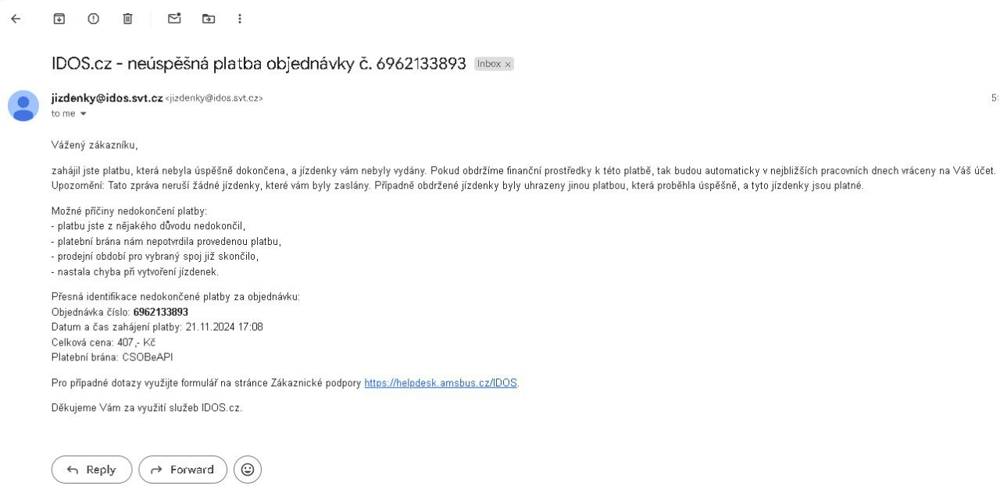 IDOS.cz - neúspěšná platba objednávky č. 6962133893 Inbox ×
jizdenky@idos.svt.cz <jizdenky@idos.svt.cz>
5:
to me
Vážený zákazníku,
zahájil jste platbu, která nebyla úspěšně dokončena, a jízdenky vám nebyly vydány. Pokud obdržíme finanční prostředky k této platbě, tak budou automaticky v nejbližších pracovních dnech vráceny na Váš účet.
Upozornění: Tato zpráva neruší žádné jízdenky, které vám byly zaslány. Případně obdržené jízdenky byly uhrazeny jinou platbou, která proběhla úspěšně, a tyto jízdenky jsou platné.
Možné příčiny nedokončení platby:
- platbu jste z nějakého důvodu nedokončil,
- platební brána nám nepotvrdila provedenou platbu,
- prodejní období pro vybraný spoj již skončilo,
- nastala chyba při vytvoření jízdenek.
Přesná identifikace nedokončené platby za objednávku:
Objednávka číslo: 6962133893
Datum a čas zahájení platby: 21.11.2024 17:08
Celková cena: 407,- Kč
Platební brána: CSOBeAPI
Pro případné dotazy využijte formulář na stránce Zákaznické podpory https://helpdesk.amsbus.cz/IDOS.
Děkujeme Vám za využití služeb IDOS.cz.
Reply Forward